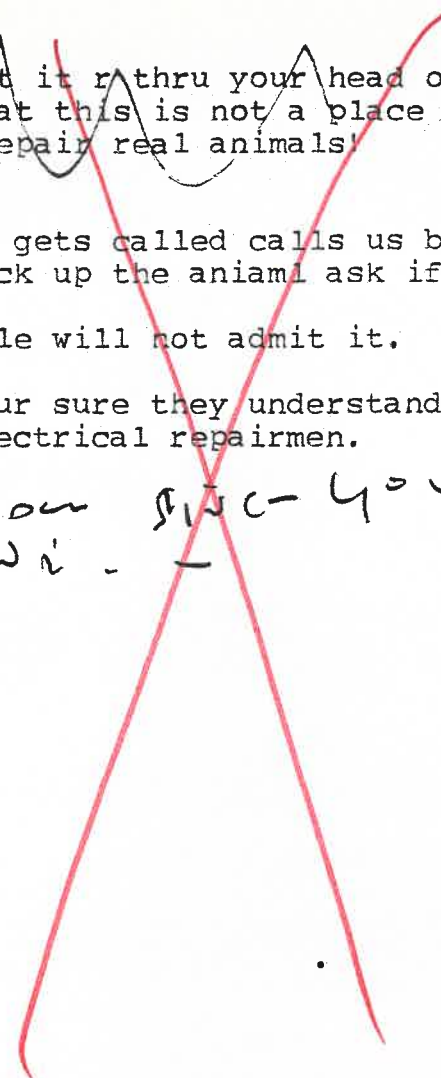 t it r thru your head o
at this is not a place
epair real animals!
gets called calls us b
ck up the aniaml ask if
le will not admit it.
ur sure they understand
ectrical repairmen.